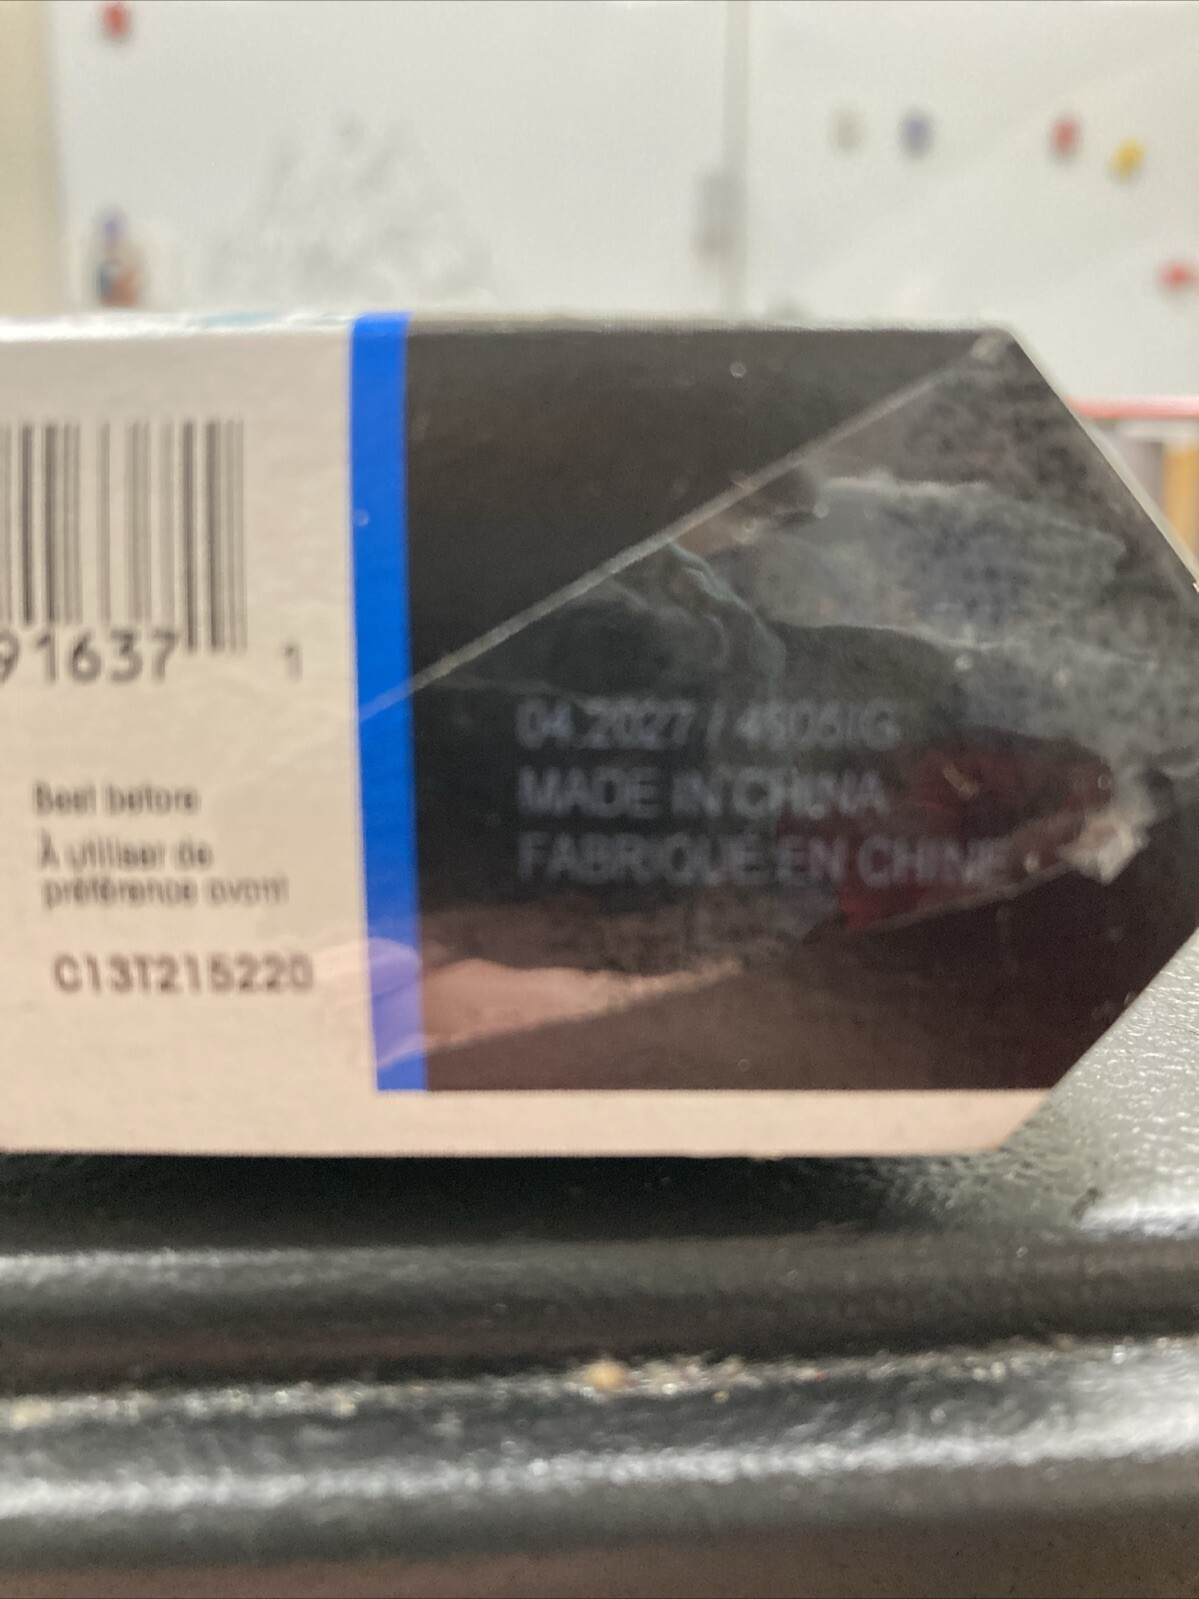 91637 1
Best before
À utiliser de
préférence avant
C13T215220
04.2027 /
MADE IN CHINA
FABRIQUÉ EN CHINE